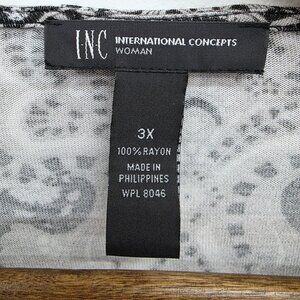 INC INTERNATIONAL CONCEPTS
WOMAN
3X
100% RAYON
MADE IN
PHILIPPINES
WPL 8046